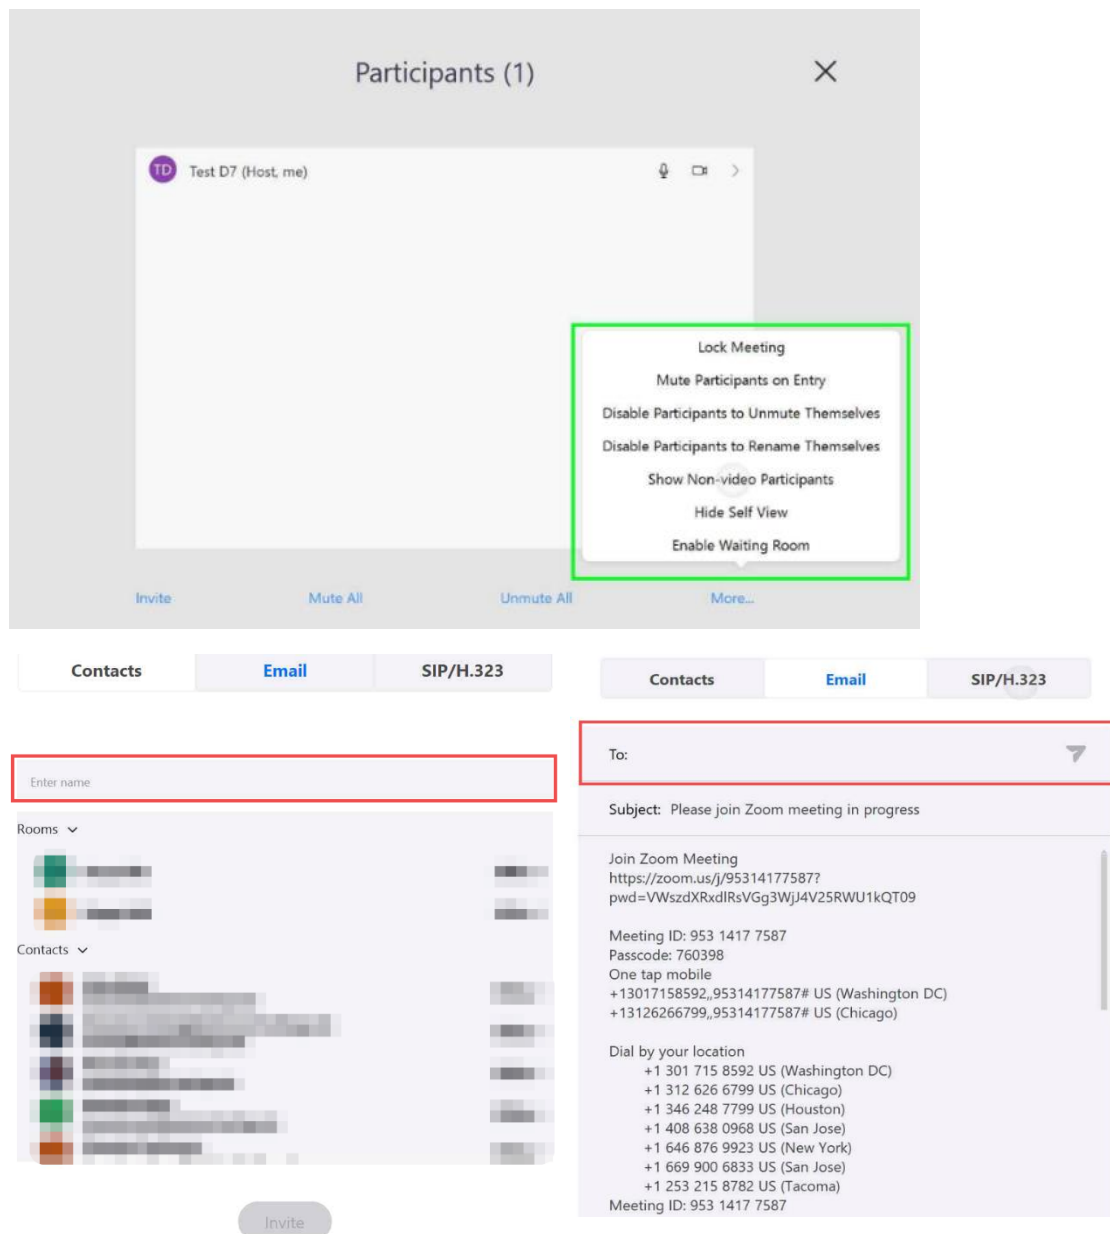 Participants (1)
TD Test D7 (Host, me)
Lock Meeting
Mute Participants on Entry
Disable Participants to Unmute Themselves
Disable Participants to Rename Themselves
Show Non-video Participants
Hide Self View
Enable Waiting Room
Invite Mute All Unmute All More...
Contacts Email SIP/H.323
Enter name
Rooms
Contacts
Invite
Contacts Email SIP/H.323
To:
Subject: Please join Zoom meeting in progress
Join Zoom Meeting
https://zoom.us/j/95314177587?
pwd=VWszdXRxdlRsVGg3WjJ4V25RWU1kQT09
Meeting ID: 953 1417 7587
Passcode: 760398
One tap mobile
+13017158592,,95314177587# US (Washington DC)
+13126266799,,95314177587# US (Chicago)
Dial by your location
+1 301 715 8592 US (Washington DC)
+1 312 626 6799 US (Chicago)
+1 346 248 7799 US (Houston)
+1 408 638 0968 US (San Jose)
+1 646 876 9923 US (New York)
+1 669 900 6833 US (San Jose)
+1 253 215 8782 US (Tacoma)
Meeting ID: 953 1417 7587